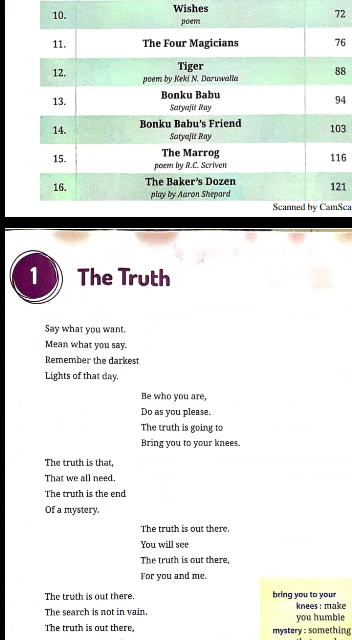 10. Wishes 72
poem
11. The Four Magicians 76
12. Tiger 88
poem by Keki N. Daruwalla
13. Bonku Babu 94
Satyajit Ray
14. Bonku Babu's Friend 103
Satyajit Ray
15. The Marrog 116
poem by R.C. Scriven
16. The Baker's Dozen 121
play by Aaron Shepard
Scanned by CamSca
1 The Truth
Say what you want.
Mean what you say.
Remember the darkest
Lights of that day.
Be who you are,
Do as you please.
The truth is going to
Bring you to your knees.
The truth is that,
That we all need.
The truth is the end
Of a mystery.
The truth is out there.
You will see
The truth is out there,
For you and me.
The truth is out there.
The search is not in vain.
The truth is out there,
bring you to your
knees : make
you humble
mystery : something